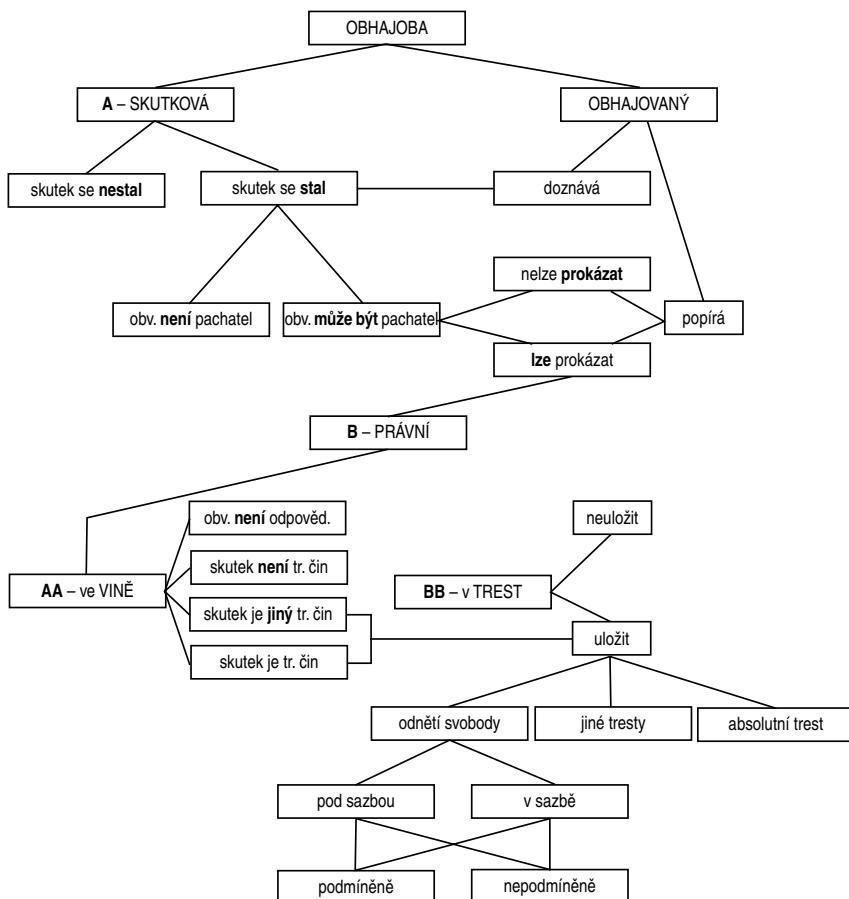 OBHAJOBA
A – SKUTKOVÁ
OBHAJOVANÝ
skutek se nestal
skutek se stal
doznává
nelze prokázat
obv. není pachatel
obv. může být pachatel
popírá
lze prokázat
B – PRÁVNÍ
obv. není odpověd.
neuložit
skutek není tr. čin
AA – ve VINĚ
BB – v TREST
skutek je jiný tr. čin
uložit
skutek je tr. čin
odnětí svobody
jiné tresty
absolutní trest
pod sazbou
v sazbě
podmíněně
nepodmíněně